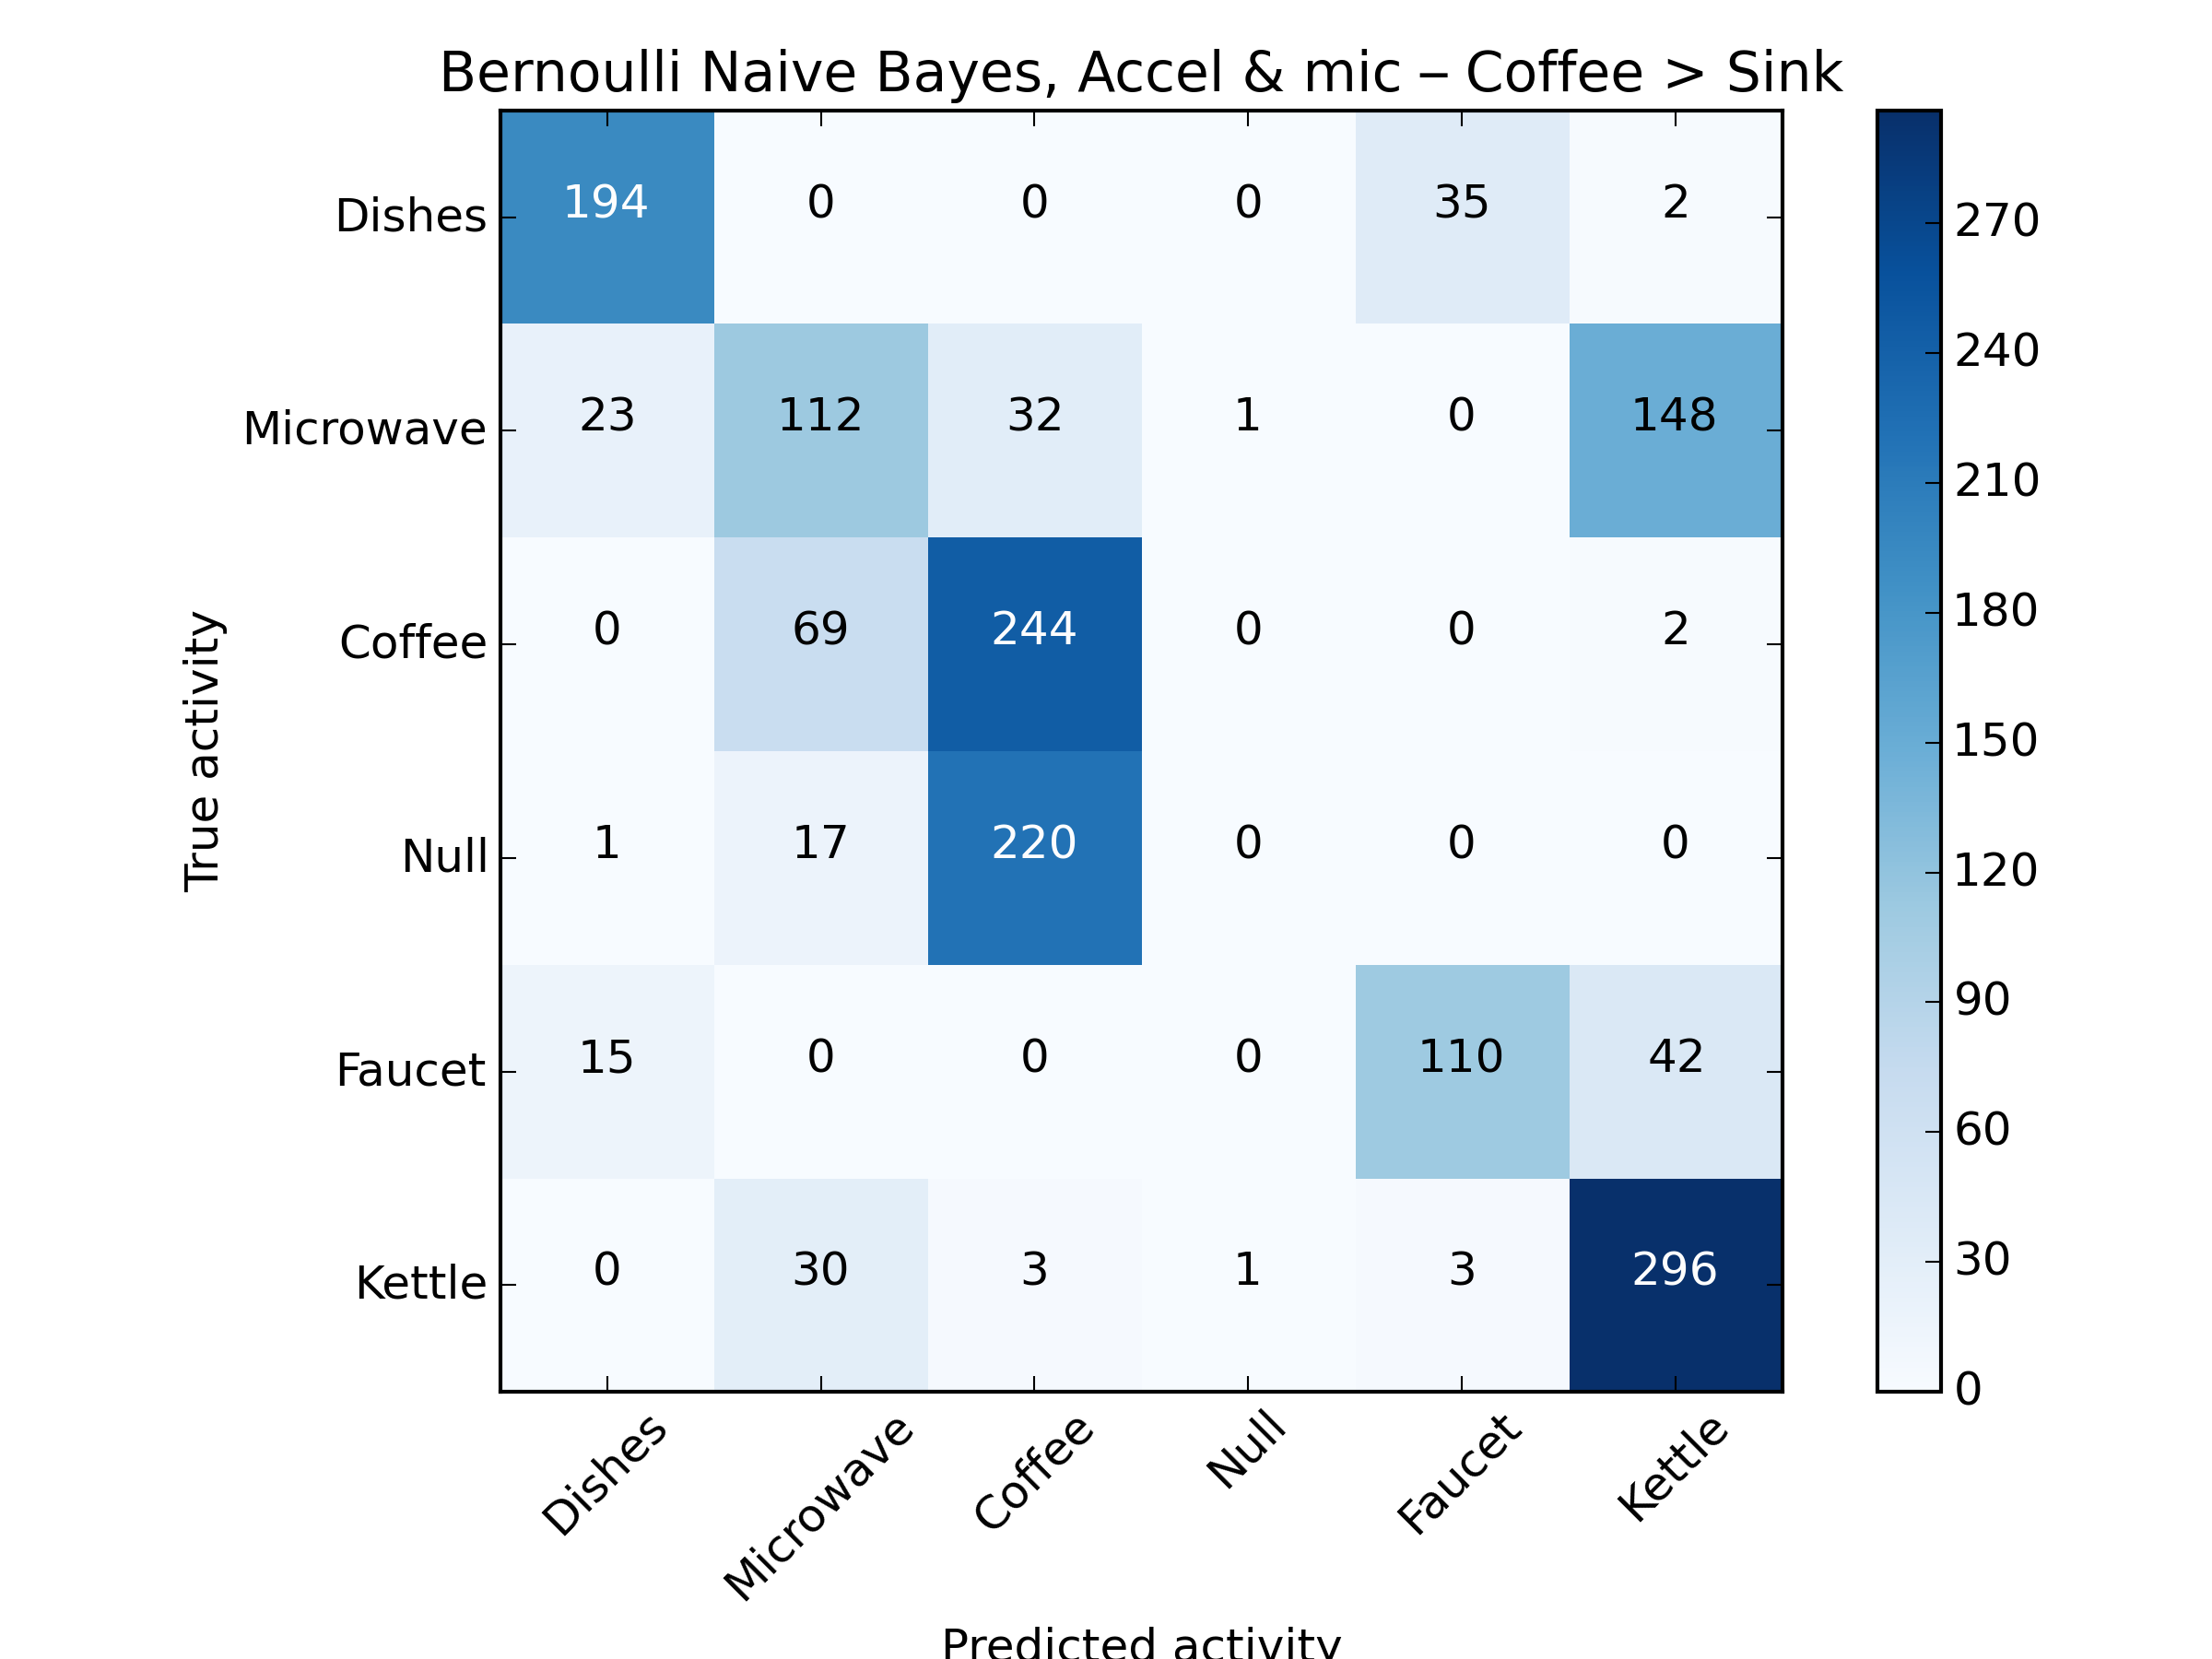 Bernoulli Naive Bayes, Accel & mic – Coffee > Sink
Dishes 194 0 0 0 35 2
Microwave 23 112 32 1 0 148
Coffee 0 69 244 0 0 2
Null 1 17 220 0 0 0
Faucet 15 0 0 0 110 42
Kettle 0 30 3 1 3 296
True activity
Dishes Microwave Coffee Null Faucet Kettle
Predicted activity
270
240
210
180
150
120
90
60
30
0